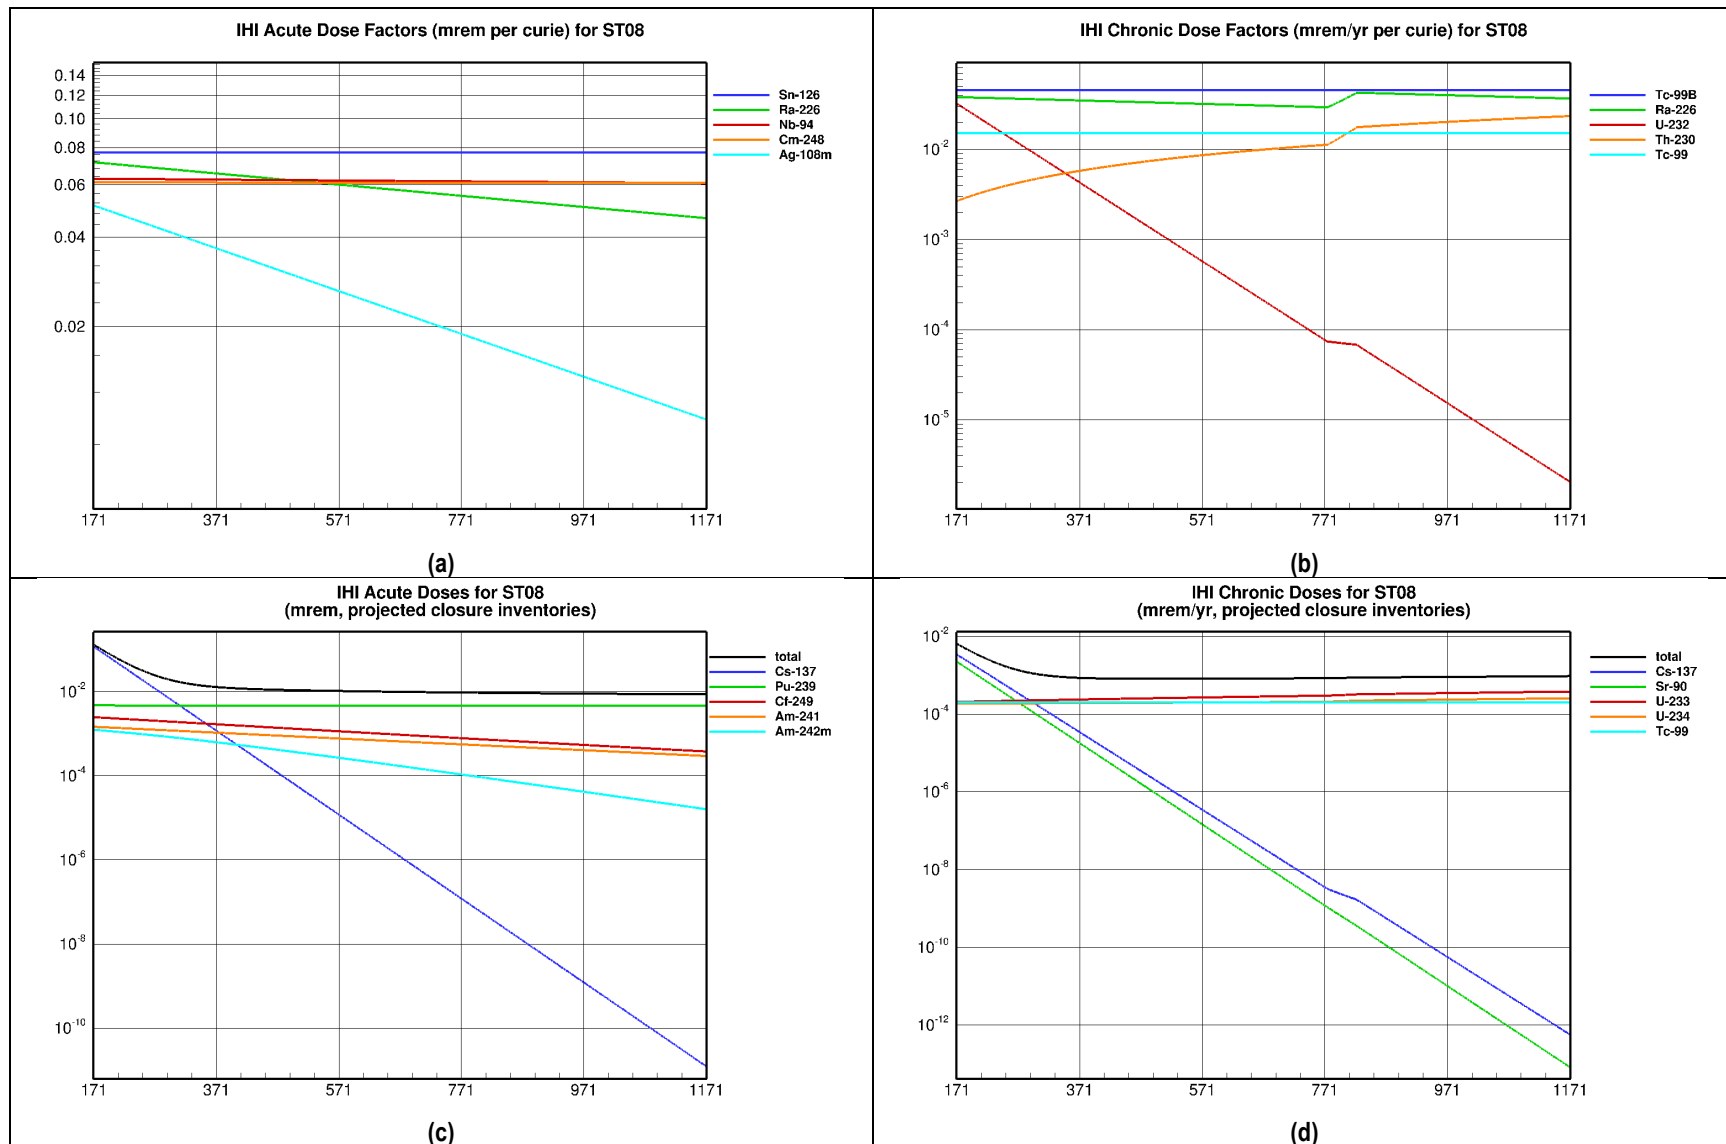 IHI Acute Dose Factors (mrem per curie) for ST08
0.14
0.12
0.10
0.08
0.06
0.04
0.02
171 371 571 771 971 1171
Sn-126
Ra-226
Nb-94
Cm-248
Ag-108m
(a)
IHI Chronic Dose Factors (mrem/yr per curie) for ST08
10⁻²
10⁻³
10⁻⁴
10⁻⁵
171 371 571 771 971 1171
Tc-99B
Ra-226
U-232
Th-230
Tc-99
(b)
IHI Acute Doses for ST08
(mrem, projected closure inventories)
10⁻²
10⁻⁴
10⁻⁶
10⁻⁸
10⁻¹⁰
171 371 571 771 971 1171
total
Cs-137
Pu-239
Cf-249
Am-241
Am-242m
(c)
IHI Chronic Doses for ST08
(mrem/yr, projected closure inventories)
10⁻²
10⁻⁴
10⁻⁶
10⁻⁸
10⁻¹⁰
10⁻¹²
171 371 571 771 971 1171
total
Cs-137
Sr-90
U-233
U-234
Tc-99
(d)